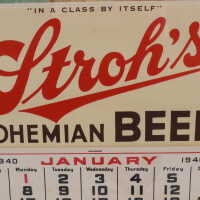 "IN A CLASS BY ITSELF"
Stroh's
BOHEMIAN BEER
1940 JANUARY 1940
Monday Tuesday Wednesday Thursday Friday
1 2 3 4 5
8 9 10 11 12